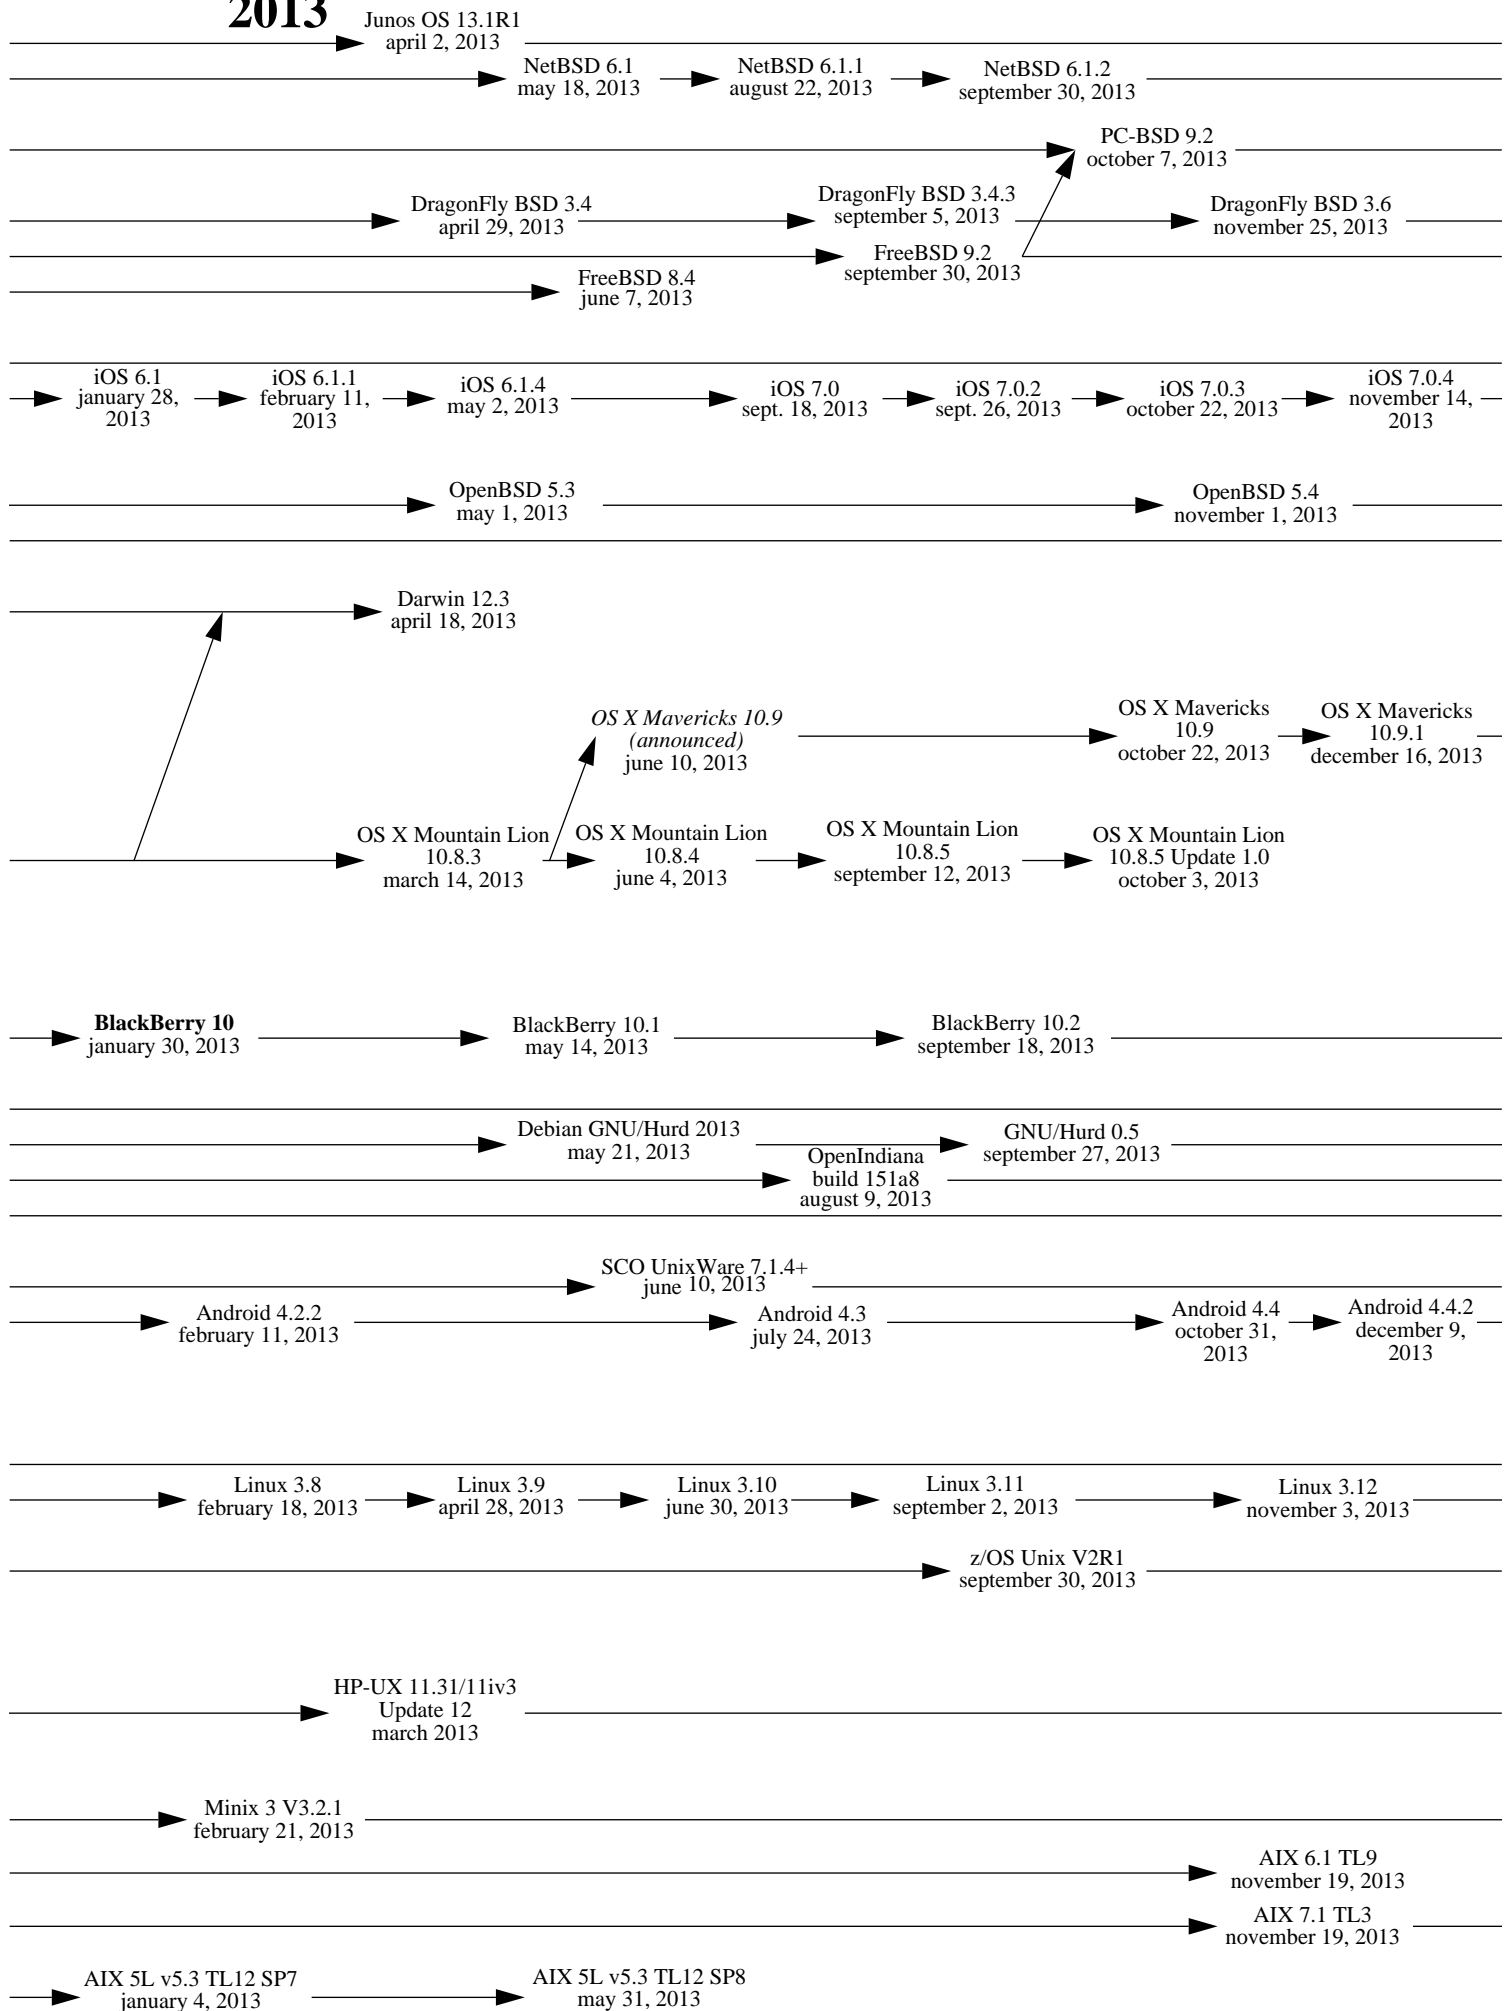 2013
Junos OS 13.1R1
april 2, 2013
NetBSD 6.1
may 18, 2013
NetBSD 6.1.1
august 22, 2013
NetBSD 6.1.2
september 30, 2013
PC-BSD 9.2
october 7, 2013
DragonFly BSD 3.4
april 29, 2013
DragonFly BSD 3.4.3
september 5, 2013
DragonFly BSD 3.6
november 25, 2013
FreeBSD 9.2
september 30, 2013
FreeBSD 8.4
june 7, 2013
iOS 6.1
january 28,
2013
iOS 6.1.1
february 11,
2013
iOS 6.1.4
may 2, 2013
iOS 7.0
sept. 18, 2013
iOS 7.0.2
sept. 26, 2013
iOS 7.0.3
october 22, 2013
iOS 7.0.4
november 14,
2013
OpenBSD 5.3
may 1, 2013
OpenBSD 5.4
november 1, 2013
Darwin 12.3
april 18, 2013
OS X Mavericks 10.9
(announced)
june 10, 2013
OS X Mavericks
10.9
october 22, 2013
OS X Mavericks
10.9.1
december 16, 2013
OS X Mountain Lion
10.8.3
march 14, 2013
OS X Mountain Lion
10.8.4
june 4, 2013
OS X Mountain Lion
10.8.5
september 12, 2013
OS X Mountain Lion
10.8.5 Update 1.0
october 3, 2013
BlackBerry 10
january 30, 2013
BlackBerry 10.1
may 14, 2013
BlackBerry 10.2
september 18, 2013
Debian GNU/Hurd 2013
may 21, 2013
GNU/Hurd 0.5
september 27, 2013
OpenIndiana
build 151a8
august 9, 2013
SCO UnixWare 7.1.4+
june 10, 2013
Android 4.2.2
february 11, 2013
Android 4.3
july 24, 2013
Android 4.4
october 31,
2013
Android 4.4.2
december 9,
2013
Linux 3.8
february 18, 2013
Linux 3.9
april 28, 2013
Linux 3.10
june 30, 2013
Linux 3.11
september 2, 2013
Linux 3.12
november 3, 2013
z/OS Unix V2R1
september 30, 2013
HP-UX 11.31/11iv3
Update 12
march 2013
Minix 3 V3.2.1
february 21, 2013
AIX 6.1 TL9
november 19, 2013
AIX 7.1 TL3
november 19, 2013
AIX 5L v5.3 TL12 SP7
january 4, 2013
AIX 5L v5.3 TL12 SP8
may 31, 2013